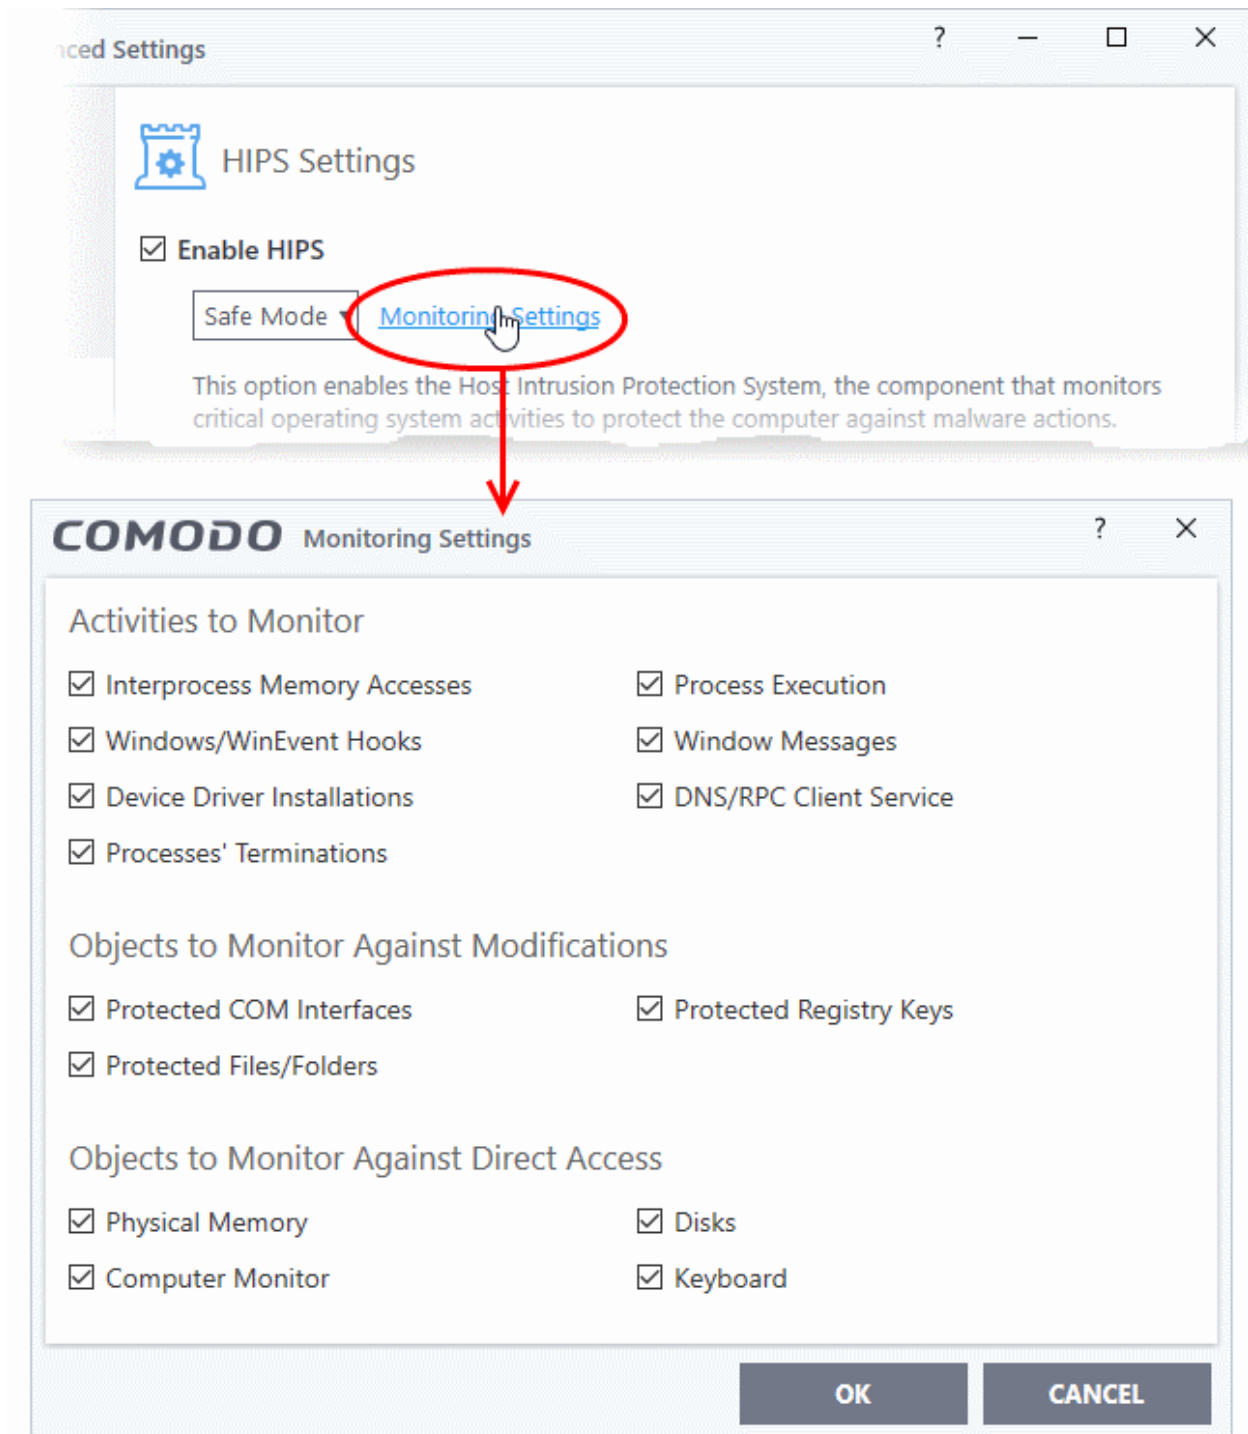 nced Settings ?
HIPS Settings
Enable HIPS
Safe Mode Monitoring Settings
This option enables the Host Intrusion Protection System, the component that monitors
critical operating system activities to protect the computer against malware actions.
COMODO Monitoring Settings ?
Activities to Monitor
Interprocess Memory Accesses Process Execution
Windows/WinEvent Hooks Window Messages
Device Driver Installations DNS/RPC Client Service
Processes' Terminations
Objects to Monitor Against Modifications
Protected COM Interfaces Protected Registry Keys
Protected Files/Folders
Objects to Monitor Against Direct Access
Physical Memory Disks
Computer Monitor Keyboard
OK CANCEL